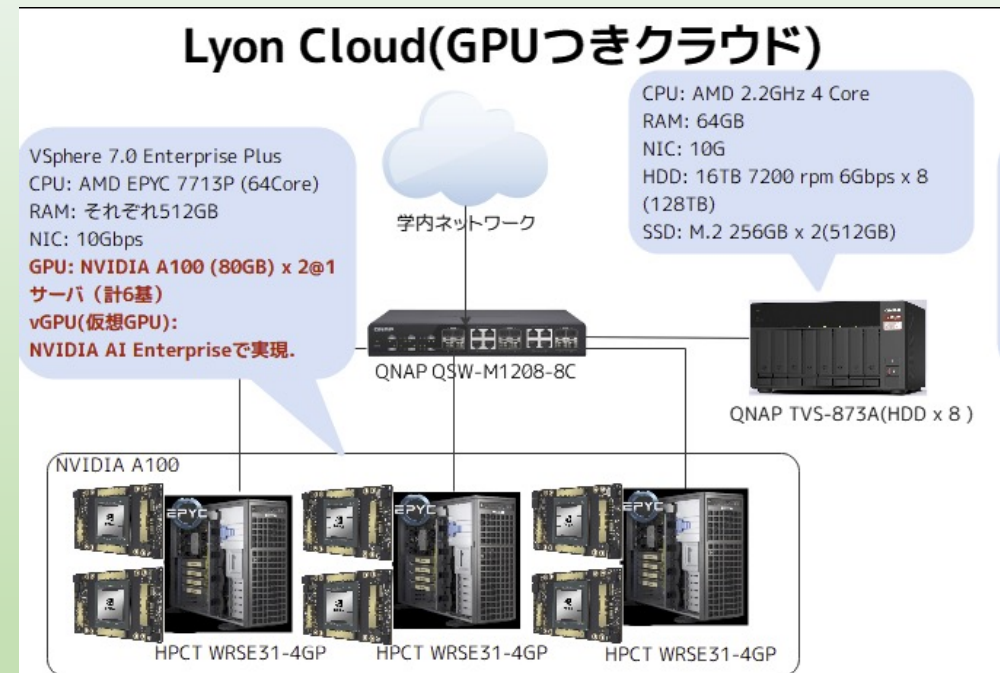 Lyon Cloud(GPUつきクラウド)
CPU: AMD 2.2GHz 4 Core
RAM: 64GB
NIC: 10G
HDD: 16TB 7200 rpm 6Gbps x 8
(128TB)
SSD: M.2 256GB x 2(512GB)
VSphere 7.0 Enterprise Plus
CPU: AMD EPYC 7713P (64Core)
RAM: それぞれ512GB
NIC: 10Gbps
GPU: NVIDIA A100 (80GB) x 2@1
サーバ（計6基）
vGPU(仮想GPU):
NVIDIA AI Enterpriseで実現.
学内ネットワーク
QNAP QSW-M1208-8C
QNAP TVS-873A(HDD x 8 )
NVIDIA A100
EPYC
EPYC
EPYC
HPCT WRSE31-4GP
HPCT WRSE31-4GP
HPCT WRSE31-4GP